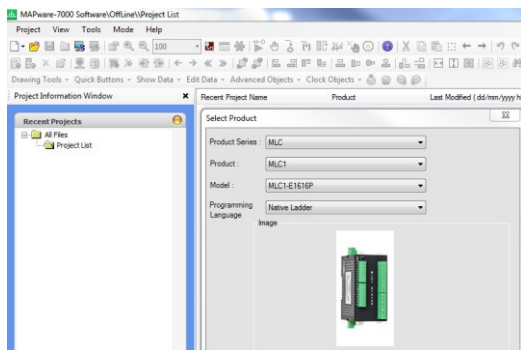 MAPware-7000 Software\OffLine\\Project List
Project View Tools Mode Help
100
Drawing Tools - Quick Buttons - Show Data - Edit Data - Advanced Objects - Clock Objects -
Project Information Window x
Recent Project Name Product Last Modified ( dd/mm/yyyy h
Recent Projects
All Files
Project List
Select Product
Product Series : MLC
Product : MLC1
Model : MLC1-E1616P
Programming Language Native Ladder
Image